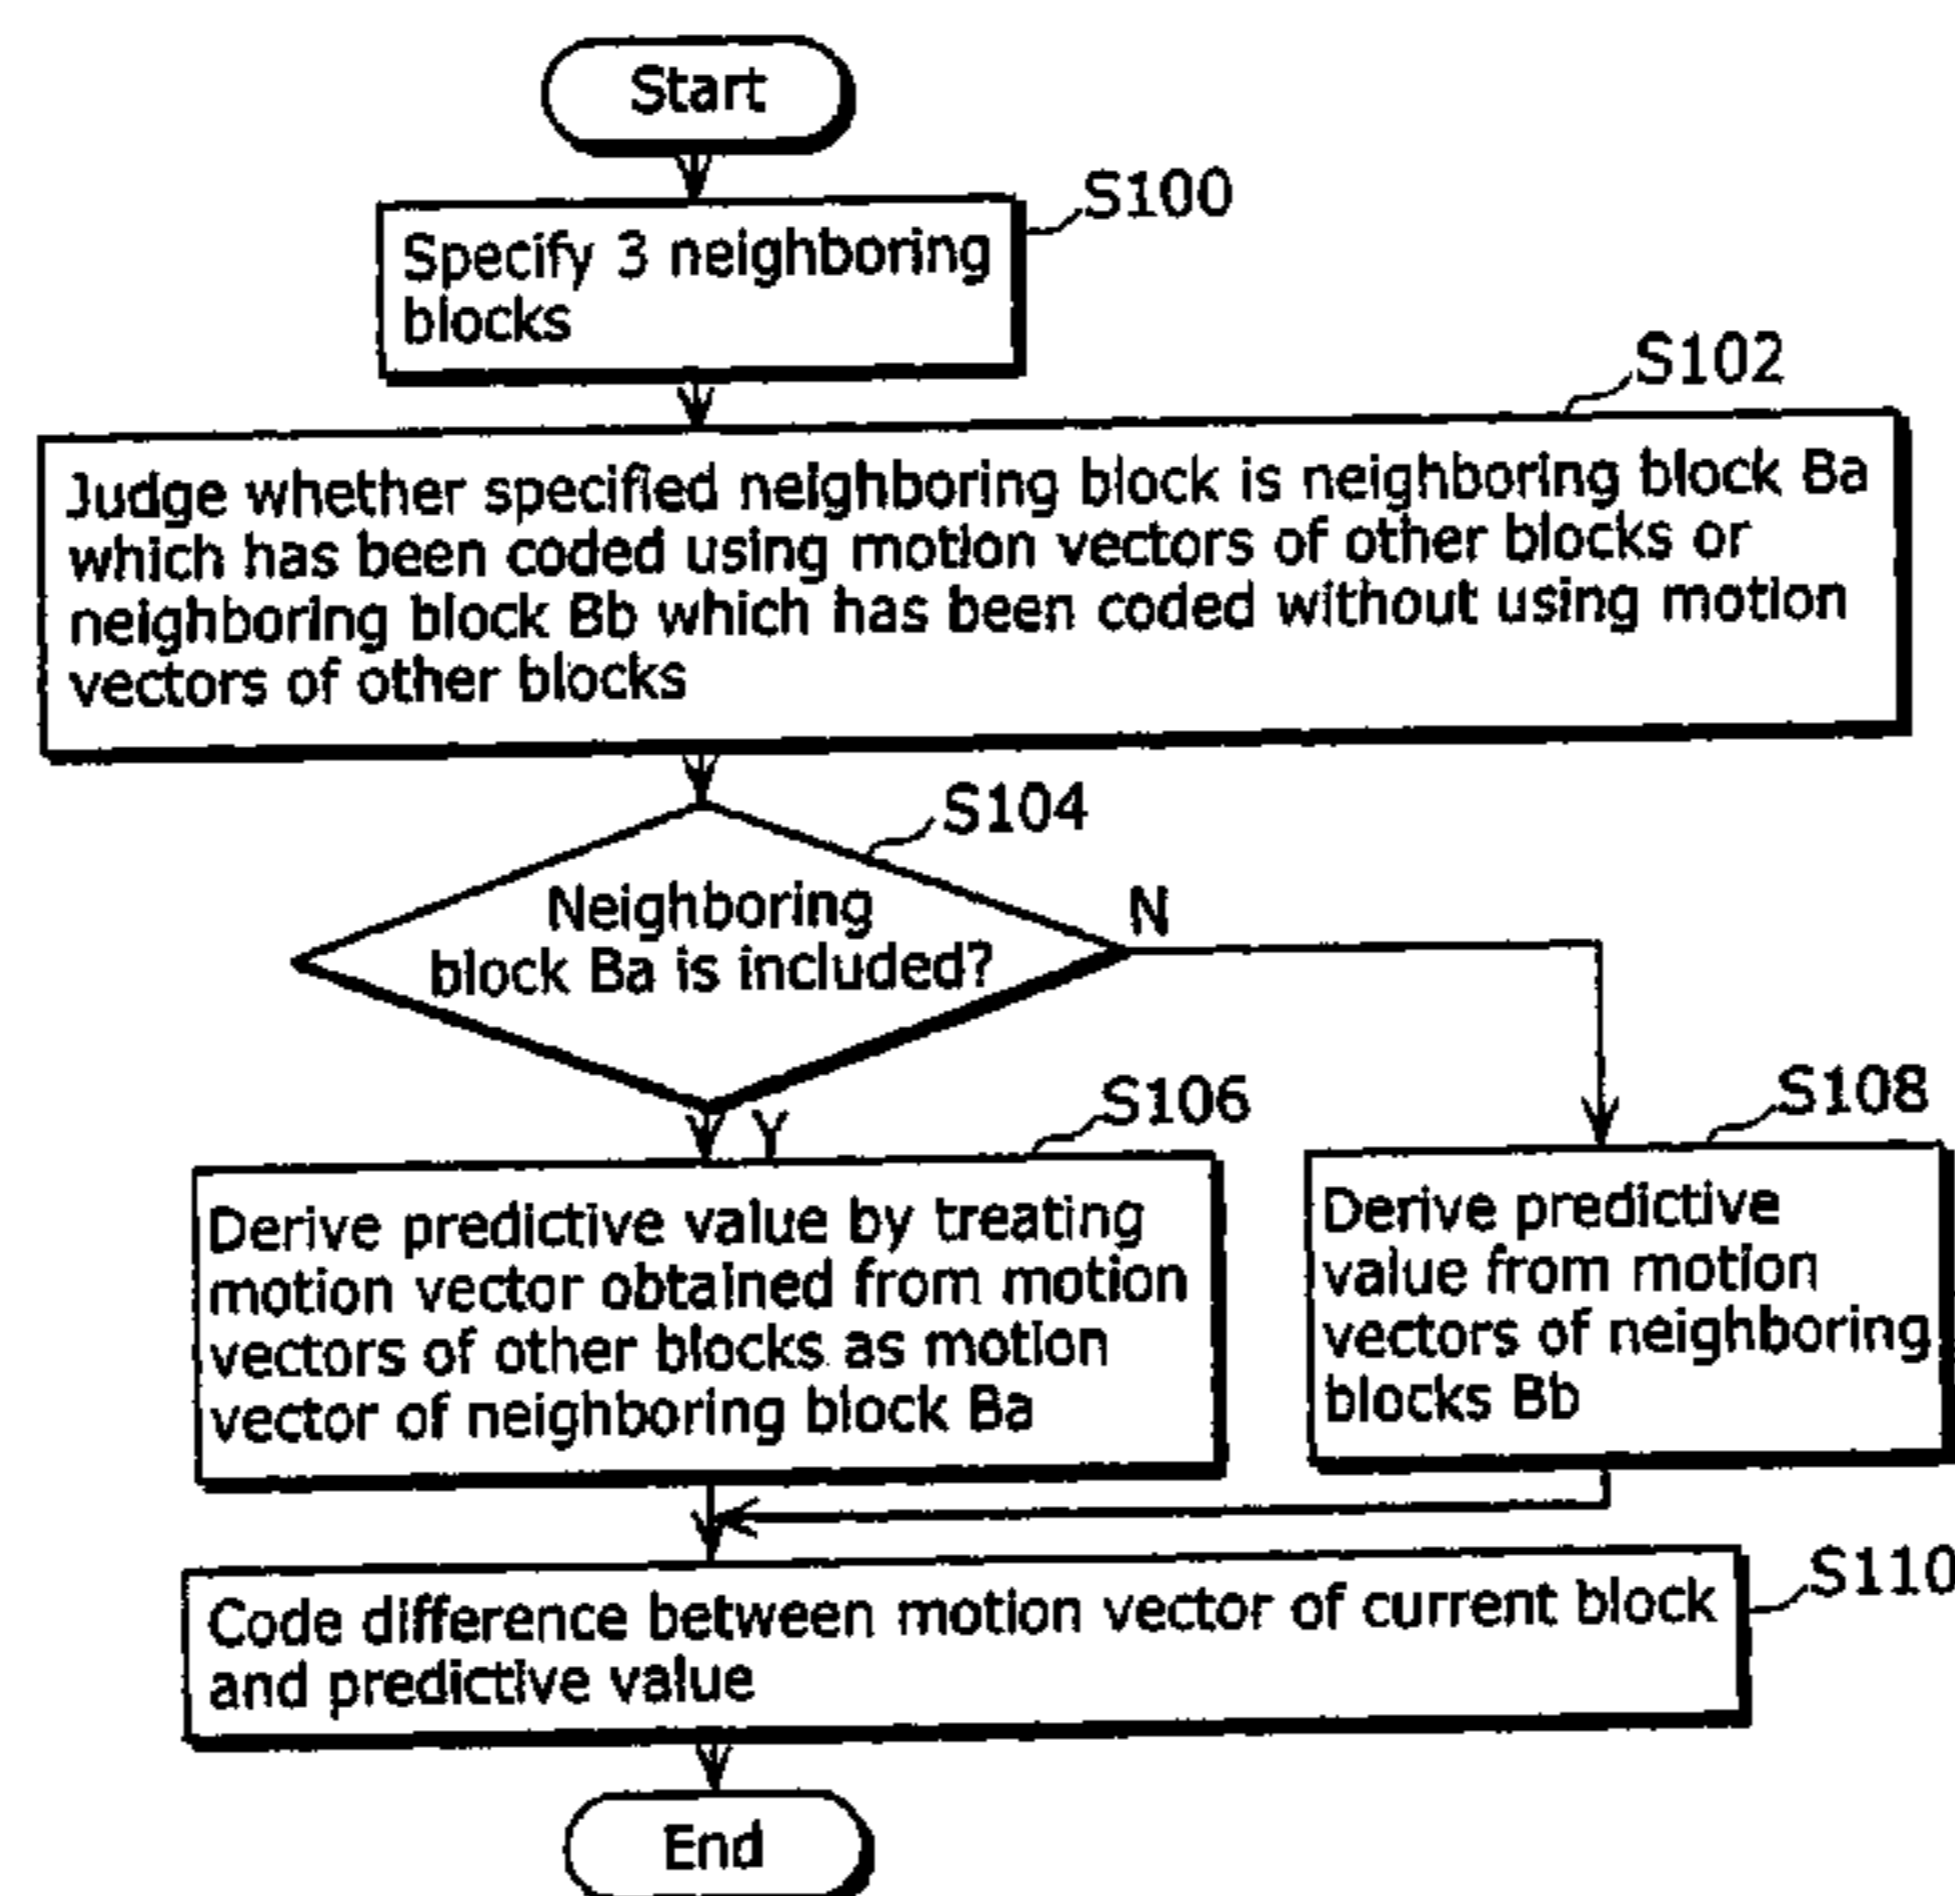 Start
S100
Specify 3 neighboring
blocks
S102
Judge whether specified neighboring block is neighboring block Ba
which has been coded using motion vectors of other blocks or
neighboring block Bb which has been coded without using motion
vectors of other blocks
S104
Neighboring
block Ba is included?
N
Y
S106
Derive predictive value by treating
motion vector obtained from motion
vectors of other blocks as motion
vector of neighboring block Ba
S108
Derive predictive
value from motion
vectors of neighboring
blocks Bb
S110
Code difference between motion vector of current block
and predictive value
End